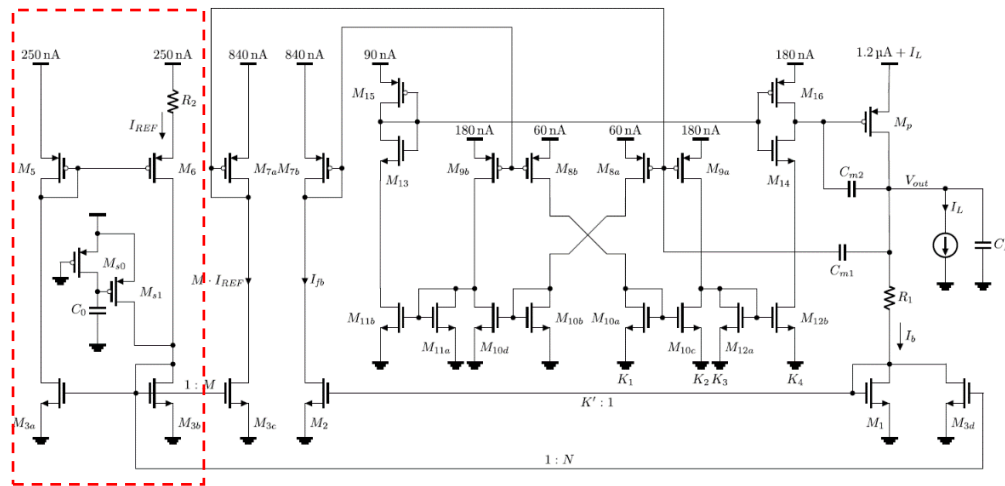 250 nA 250 nA 840 nA 840 nA 90 nA 180 nA 1.2 µA + I_L
R_2
M_15 M_16
I_REF M_p
180 nA 60 nA 60 nA 180 nA
M_5 M_6 M_7a M_7b M_13 M_9b M_8b M_8a M_9a M_14
C_m2 V_out
I_L
M_s0 C_m1 C
M_s1 M · I_REF I_fb
C_0 R_1
M_11b M_10b M_10a M_12b
I_b
M_11a M_10d M_10c M_12a
K_1 K_2 K_3 K_4
1 : M
K' : 1
M_3a M_3b M_3c M_2 M_1 M_3d
1 : N